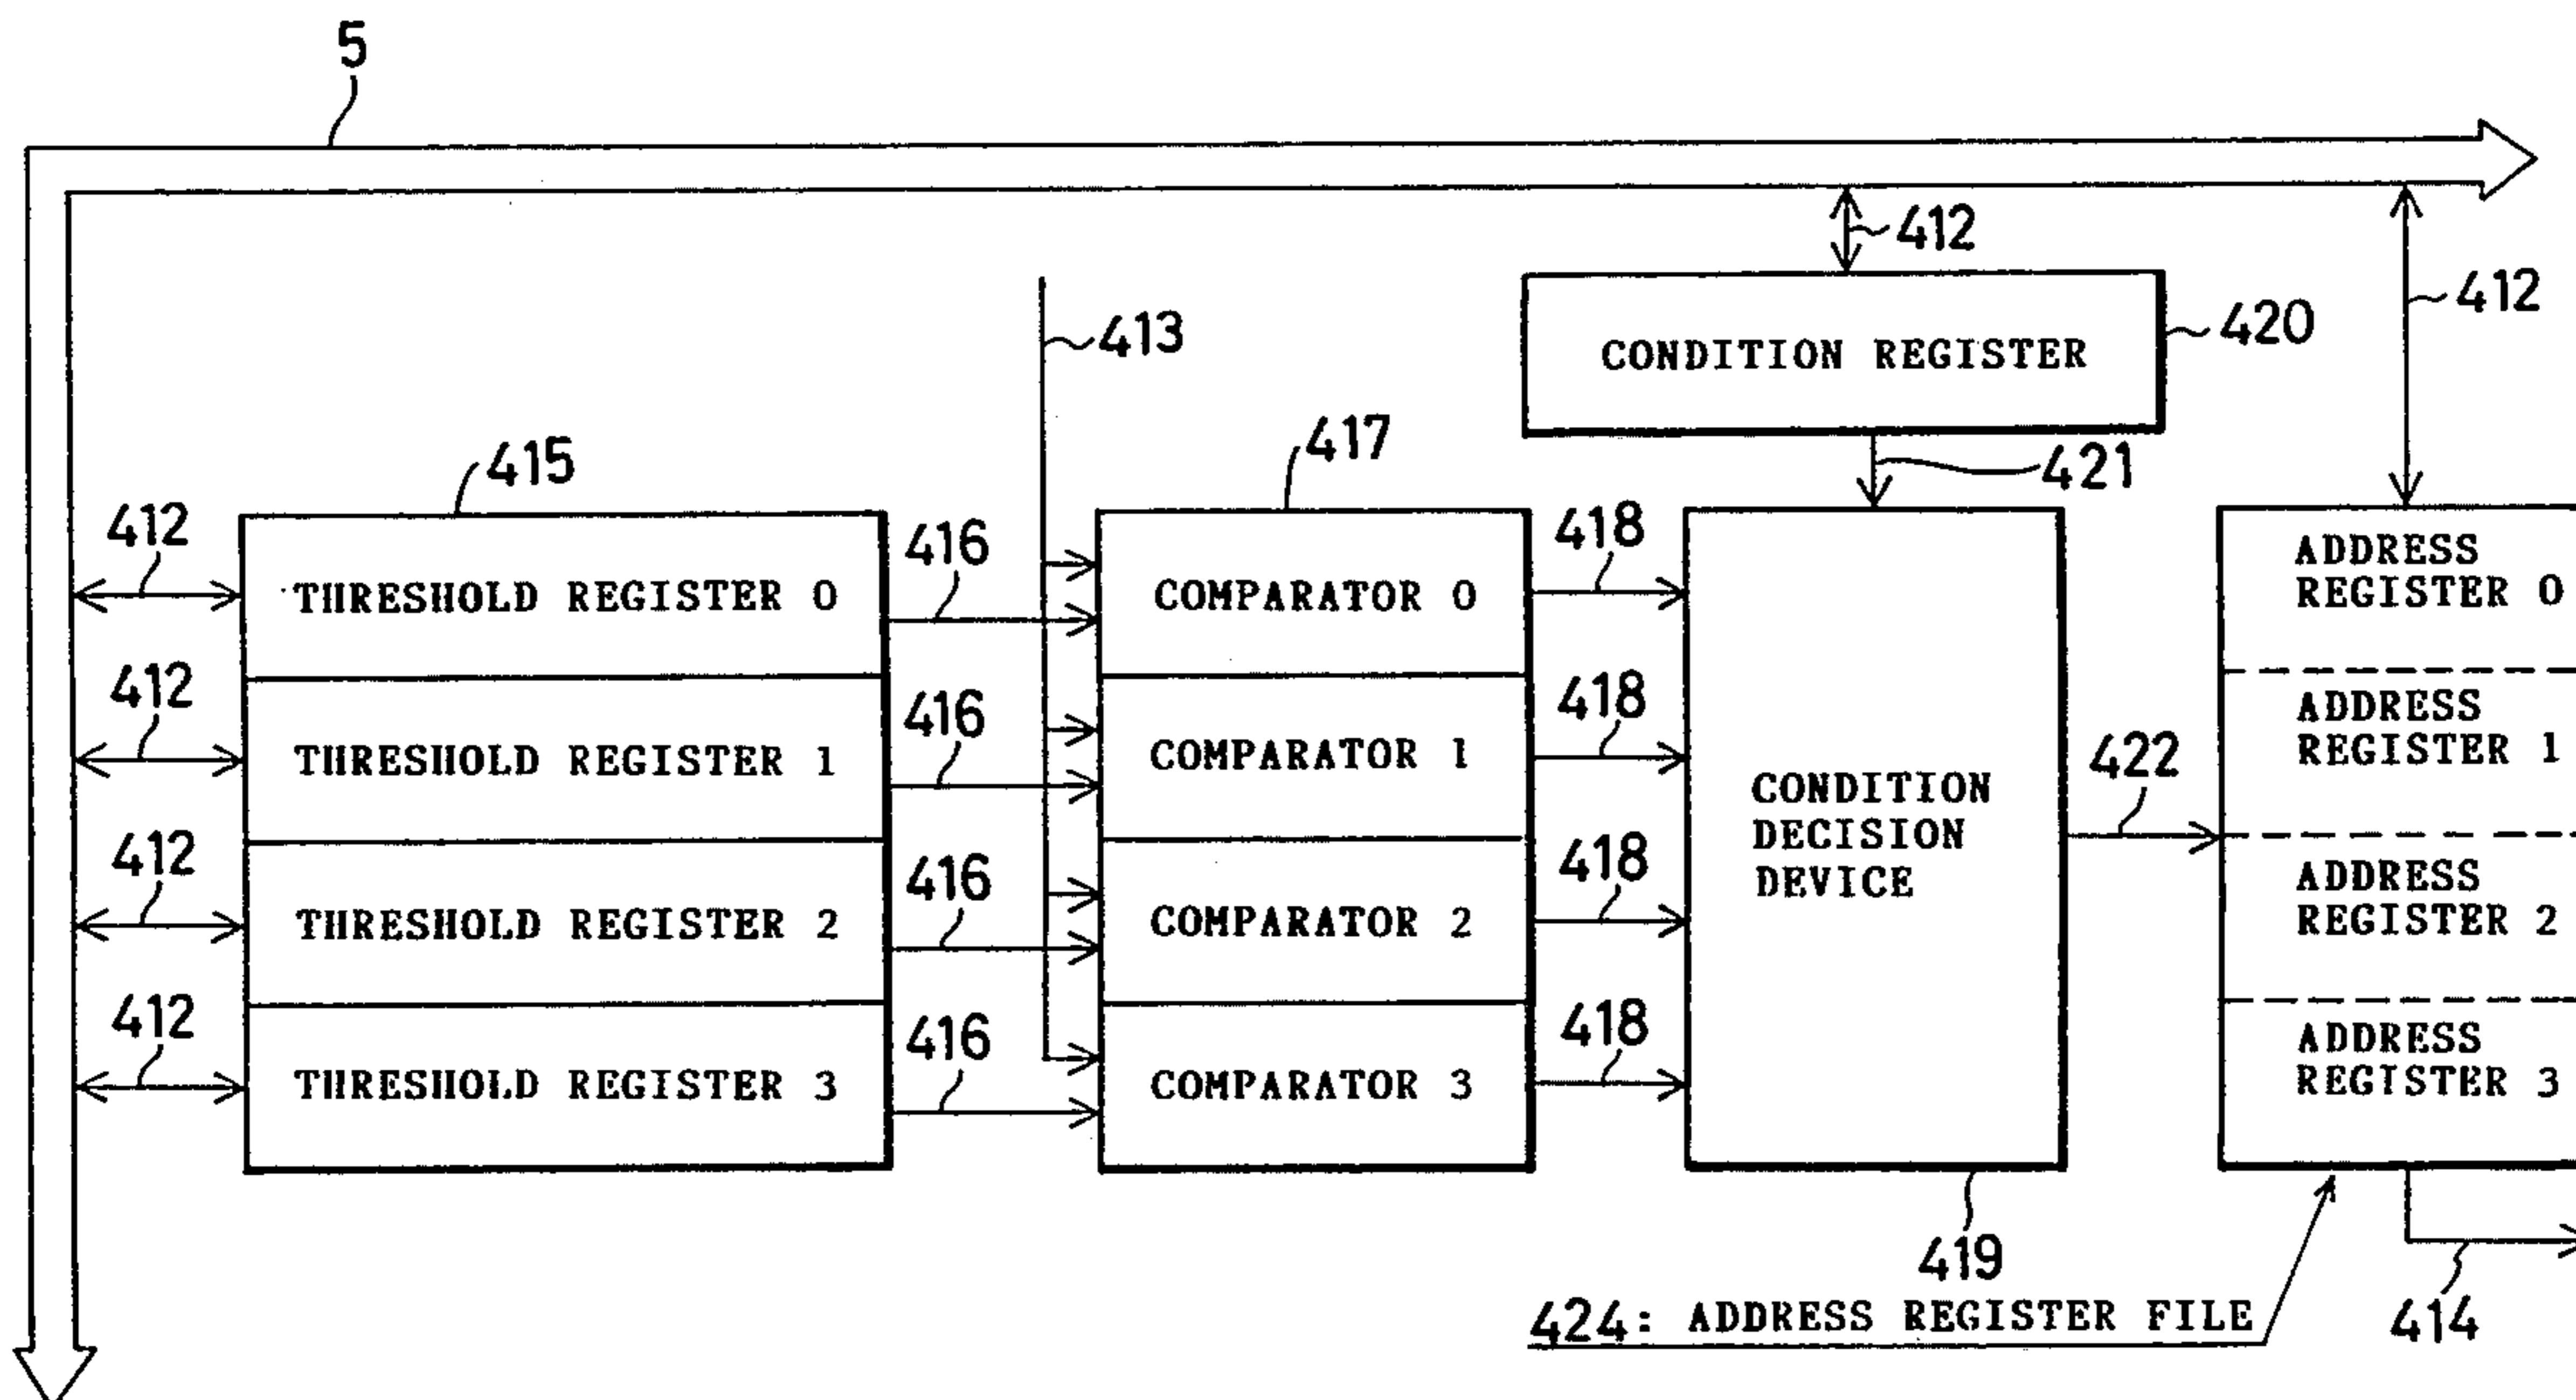 5
412
412
413
420
CONDITION REGISTER
415
417
421
412
416
418
THRESHOLD REGISTER 0
COMPARATOR 0
ADDRESS
REGISTER 0
412
416
418
THRESHOLD REGISTER 1
COMPARATOR 1
ADDRESS
REGISTER 1
422
CONDITION
DECISION
DEVICE
412
416
418
THRESHOLD REGISTER 2
COMPARATOR 2
ADDRESS
REGISTER 2
412
416
418
THRESHOLD REGISTER 3
COMPARATOR 3
ADDRESS
REGISTER 3
419
424: ADDRESS REGISTER FILE
414